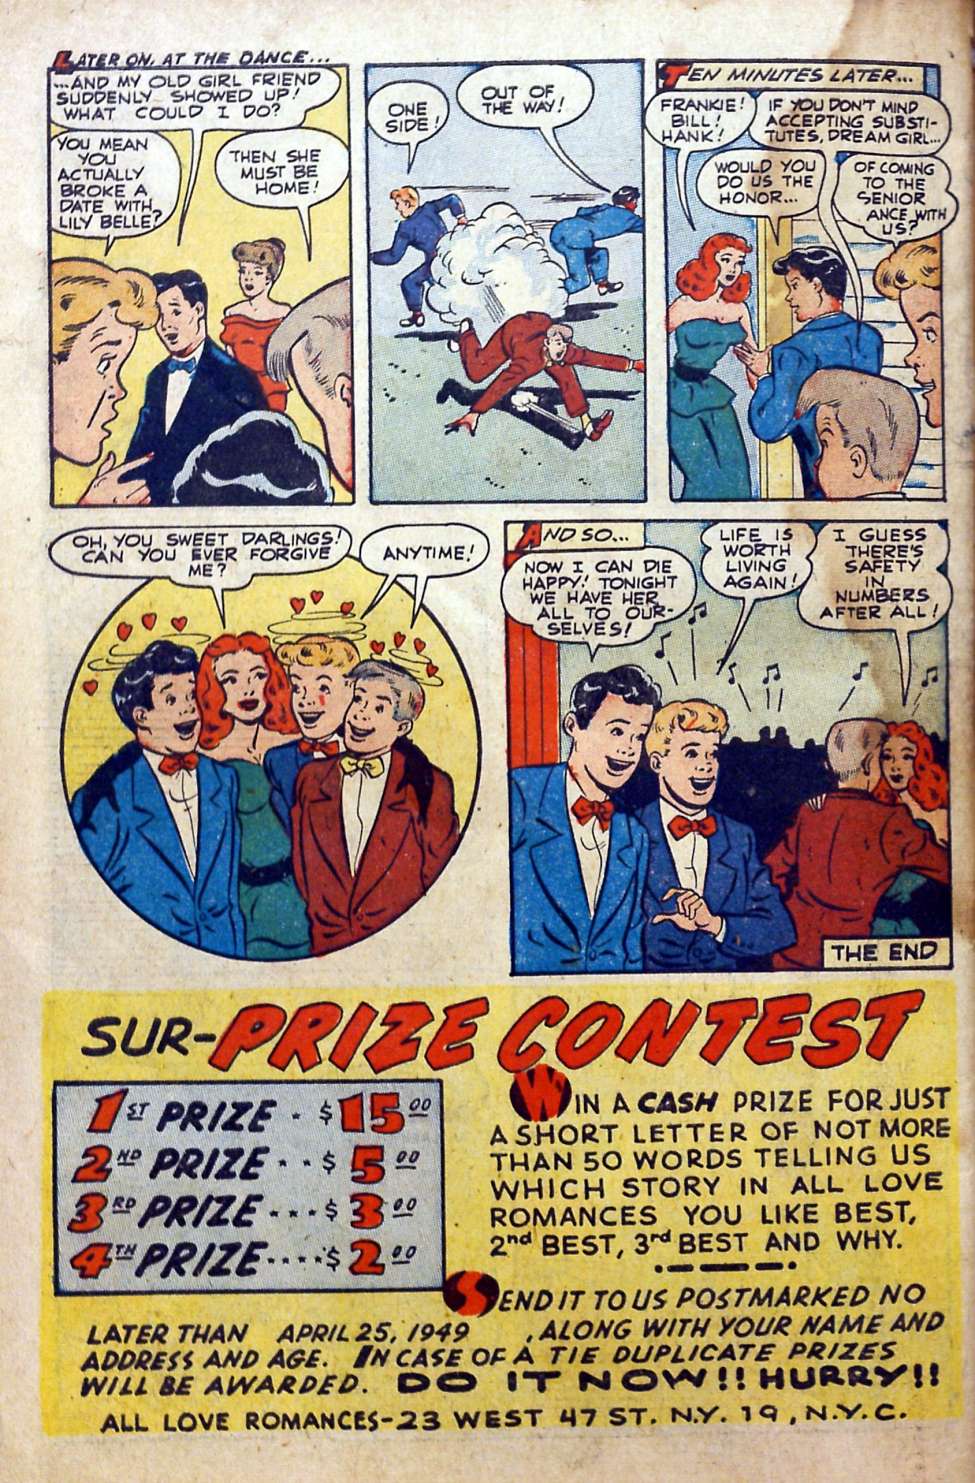 LATER ON, AT THE DANCE...
...AND MY OLD GIRL FRIEND
SUDDENLY SHOWED UP!
WHAT COULD I DO?
YOU MEAN
YOU
ACTUALLY
BROKE A
DATE WITH
LILY BELLE?
THEN SHE
MUST BE
HOME!
ONE
SIDE!
OUT OF
THE WAY!
TEN MINUTES LATER...
FRANKIE!
BILL!
HANK!
IF YOU DON'T MIND
ACCEPTING SUBSTI-
TUTES, DREAM GIRL...
WOULD YOU
DO US THE
HONOR...
OF COMING
TO THE
SENIOR
ANCE WITH
US?
OH, YOU SWEET DARLINGS!
CAN YOU EVER FORGIVE
ME?
ANYTIME!
AND SO...
NOW I CAN DIE
HAPPY! TONIGHT
WE HAVE HER
ALL TO OUR-
SELVES!
LIFE IS
WORTH
LIVING
AGAIN!
I GUESS
THERE'S
SAFETY
IN
NUMBERS
AFTER ALL!
THE END
SUR-PRIZE CONTEST
1ST PRIZE . $15.00
2ND PRIZE . . $5.00
3RD PRIZE . . . $3.00
4TH PRIZE . . . . $2.00
WIN A CASH PRIZE FOR JUST
A SHORT LETTER OF NOT MORE
THAN 50 WORDS TELLING US
WHICH STORY IN ALL LOVE
ROMANCES YOU LIKE BEST,
2nd BEST, 3rd BEST AND WHY.
SEND IT TO US POSTMARKED NO
LATER THAN APRIL 25, 1949 , ALONG WITH YOUR NAME AND
ADDRESS AND AGE. IN CASE OF A TIE DUPLICATE PRIZES
WILL BE AWARDED. DO IT NOW!! HURRY!!
ALL LOVE ROMANCES-23 WEST 47 ST. N.Y. 19, N.Y.C.